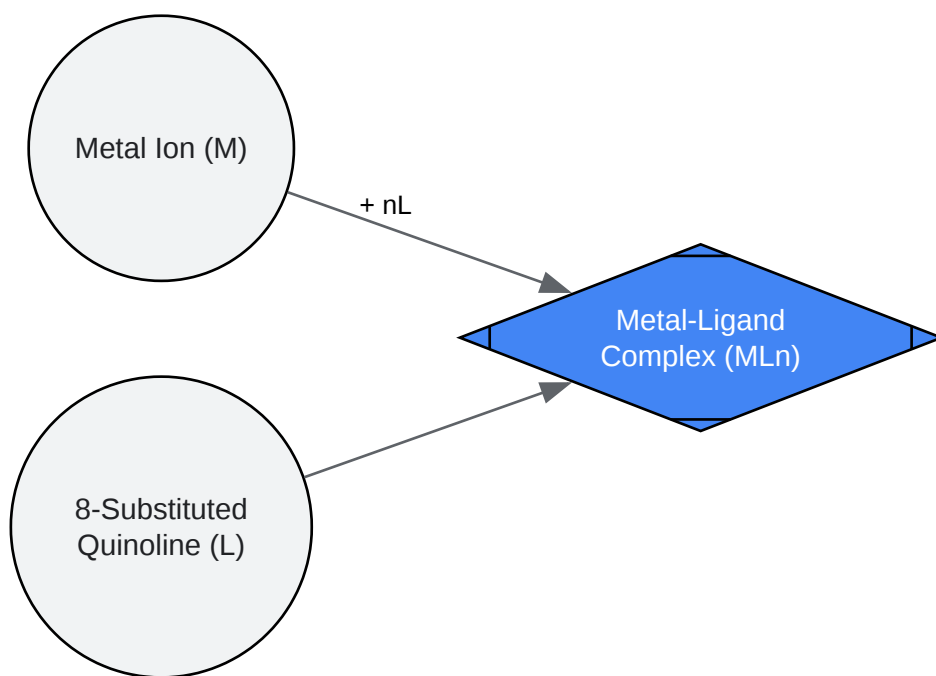 Metal Ion (M)
+ nL
Metal-Ligand
Complex (MLn)
8-Substituted
Quinoline (L)